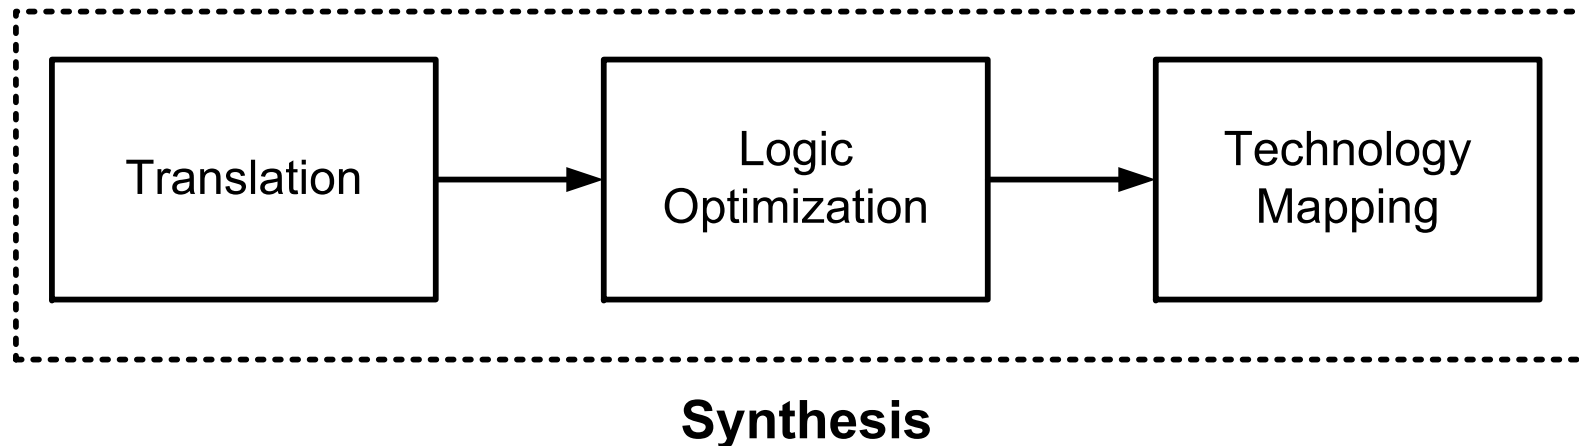 Translation
Logic
Optimization
Technology
Mapping
Synthesis